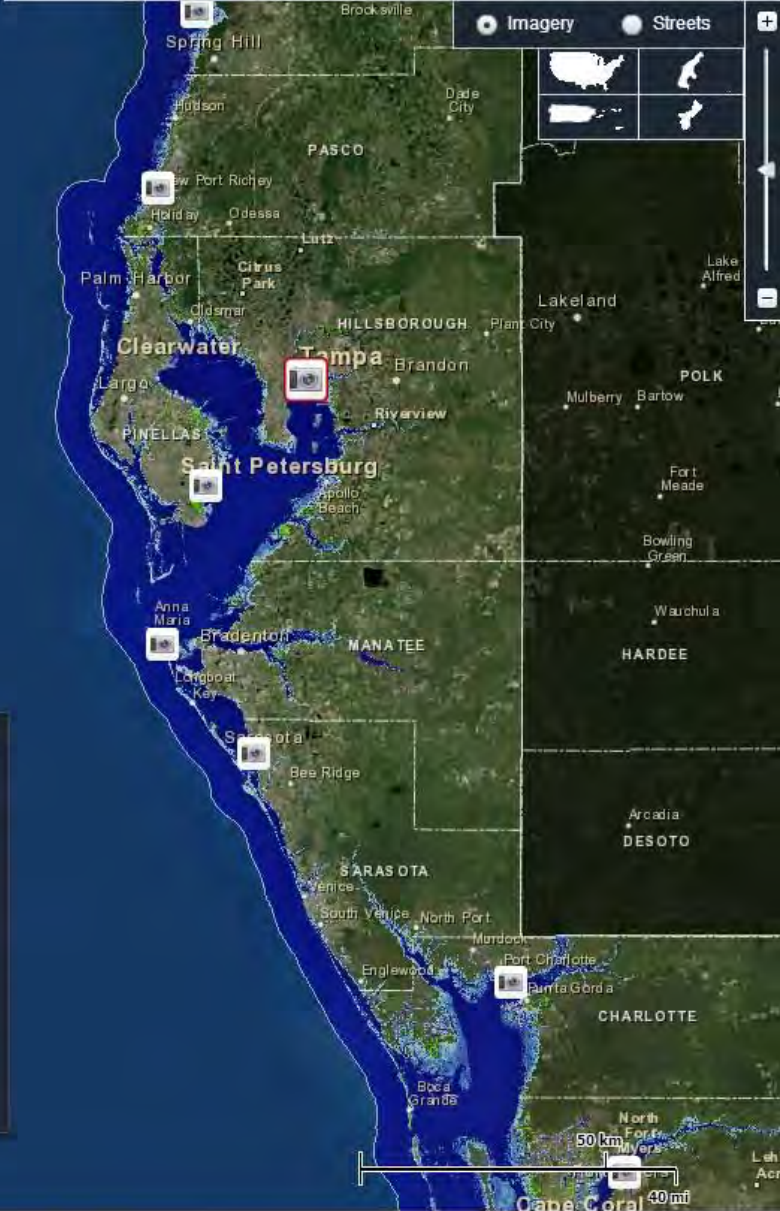 Brooksville
Imagery
Streets
Spring Hill
Dade
City
Hudson
PASCO
Port Richey
Holiday
Odessa
Lutz
Citrus
Park
Palm Harbor
Lake
Alfred
Oldsmar
Lakeland
HILLSBOROUGH
Plant City
Clearwater
Tampa
Brandon
POLK
Largo
Mulberry
Bartow
Riverview
PINELLAS
Saint Petersburg
Fort
Meade
Apollo
Beach
Bowling
Green
Anna
Maria
Wauchula
Bradenton
MANATEE
HARDEE
Longboat
Key
Sarasota
Bee Ridge
Arcadia
DESOTO
SARASOTA
Venice
South Venice
North Port
Murdock
Port Charlotte
Englewood
Punta Gorda
CHARLOTTE
Boca
Grande
North
Fort
Myers
50 km
40 mi
Cape Coral